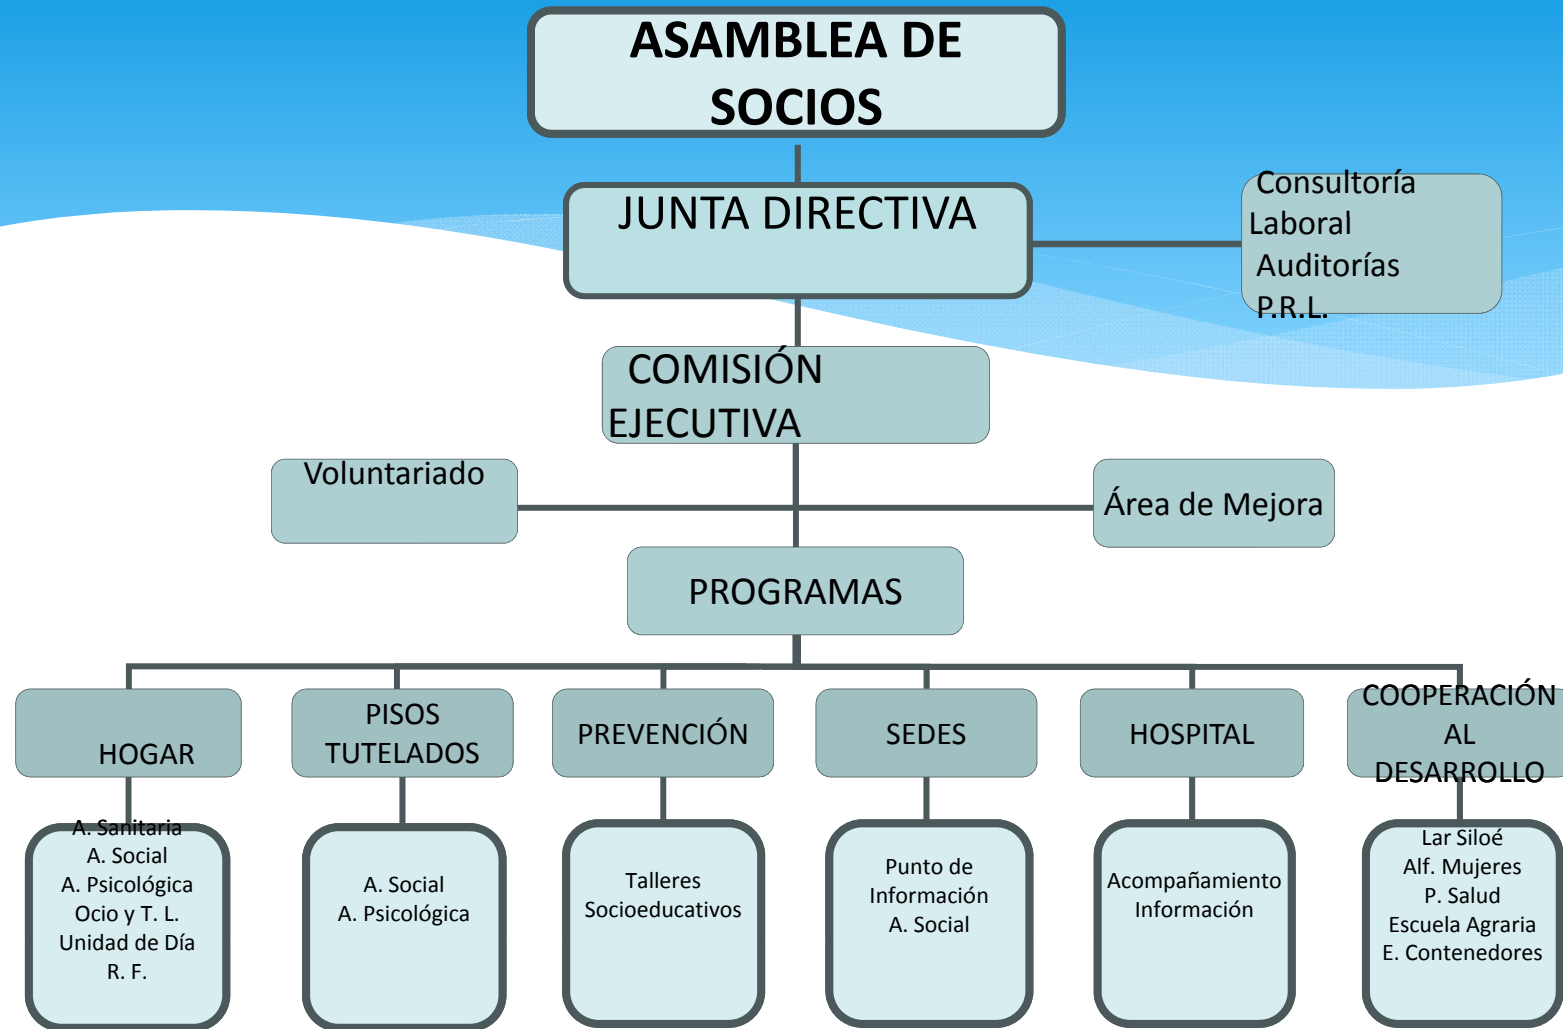 ASAMBLEA DE
SOCIOS
JUNTA DIRECTIVA
Consultoría
Laboral
Auditorías
P.R.L.
COMISIÓN
EJECUTIVA
Voluntariado
Área de Mejora
PROGRAMAS
HOGAR
PISOS
TUTELADOS
PREVENCIÓN
SEDES
HOSPITAL
COOPERACIÓN
AL
DESARROLLO
A. Sanitaria
A. Social
A. Psicológica
Ocio y T. L.
Unidad de Día
R. F.
A. Social
A. Psicológica
Talleres
Socioeducativos
Punto de
Información
A. Social
Acompañamiento
Información
Lar Siloé
Alf. Mujeres
P. Salud
Escuela Agraria
E. Contenedores